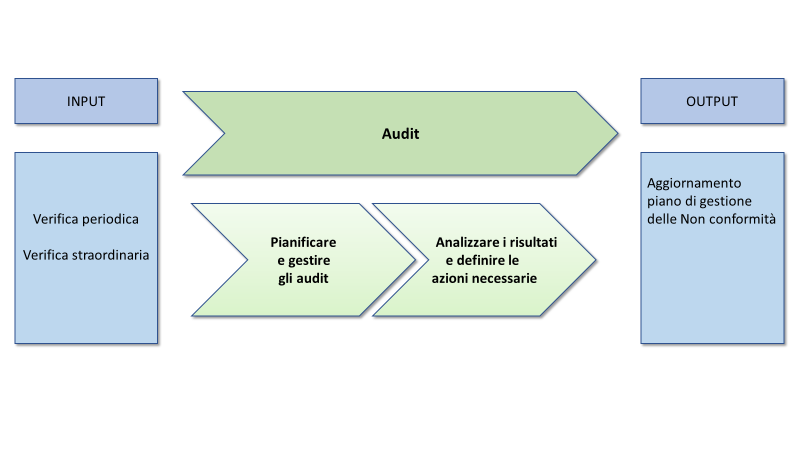 INPUT
Audit
OUTPUT
Verifica periodica
Verifica straordinaria
Pianificare
e gestire
gli audit
Analizzare i risultati
e definire le
azioni necessarie
Aggiornamento
piano di gestione
delle Non conformità